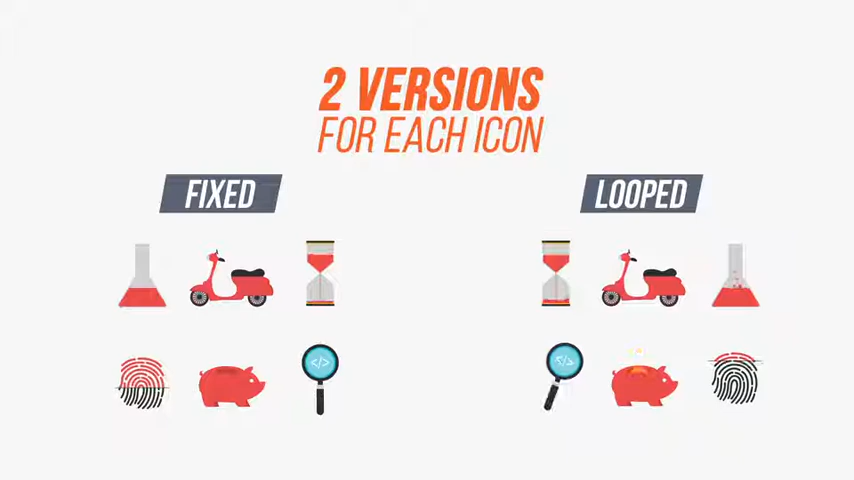 2 VERSIONS
FOR EACH ICON
FIXED
LOOPED
</>
</>